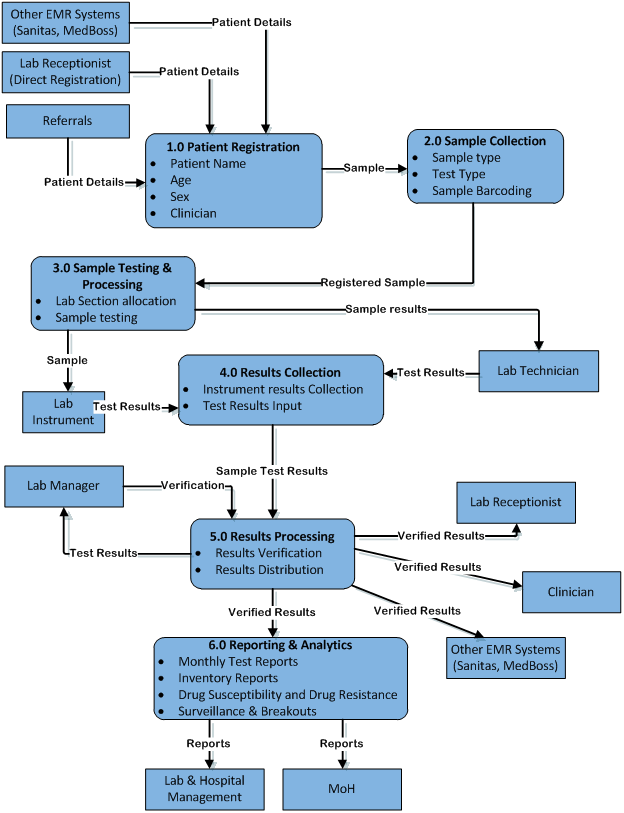 Other EMR Systems
(Sanitas, MedBoss)
Patient Details
Lab Receptionist
(Direct Registration)
Patient Details
Referrals
Patient Details
1.0 Patient Registration
• Patient Name
• Age
• Sex
• Clinician
Sample
2.0 Sample Collection
• Sample type
• Test Type
• Sample Barcoding
Registered Sample
3.0 Sample Testing &
Processing
• Lab Section allocation
• Sample testing
Sample results
Sample
Lab Technician
Test Results
4.0 Results Collection
• Instrument results Collection
• Test Results Input
Lab
Instrument
Test Results
Sample Test Results
Lab Manager
Verification
Test Results
5.0 Results Processing
• Results Verification
• Results Distribution
Lab Receptionist
Verified Results
Verified Results
Clinician
Verified Results
Other EMR Systems
(Sanitas, MedBoss)
Verified Results
6.0 Reporting & Analytics
• Monthly Test Reports
• Inventory Reports
• Drug Susceptibility and Drug Resistance
• Surveillance & Breakouts
Reports
Reports
Lab & Hospital
Management
MoH